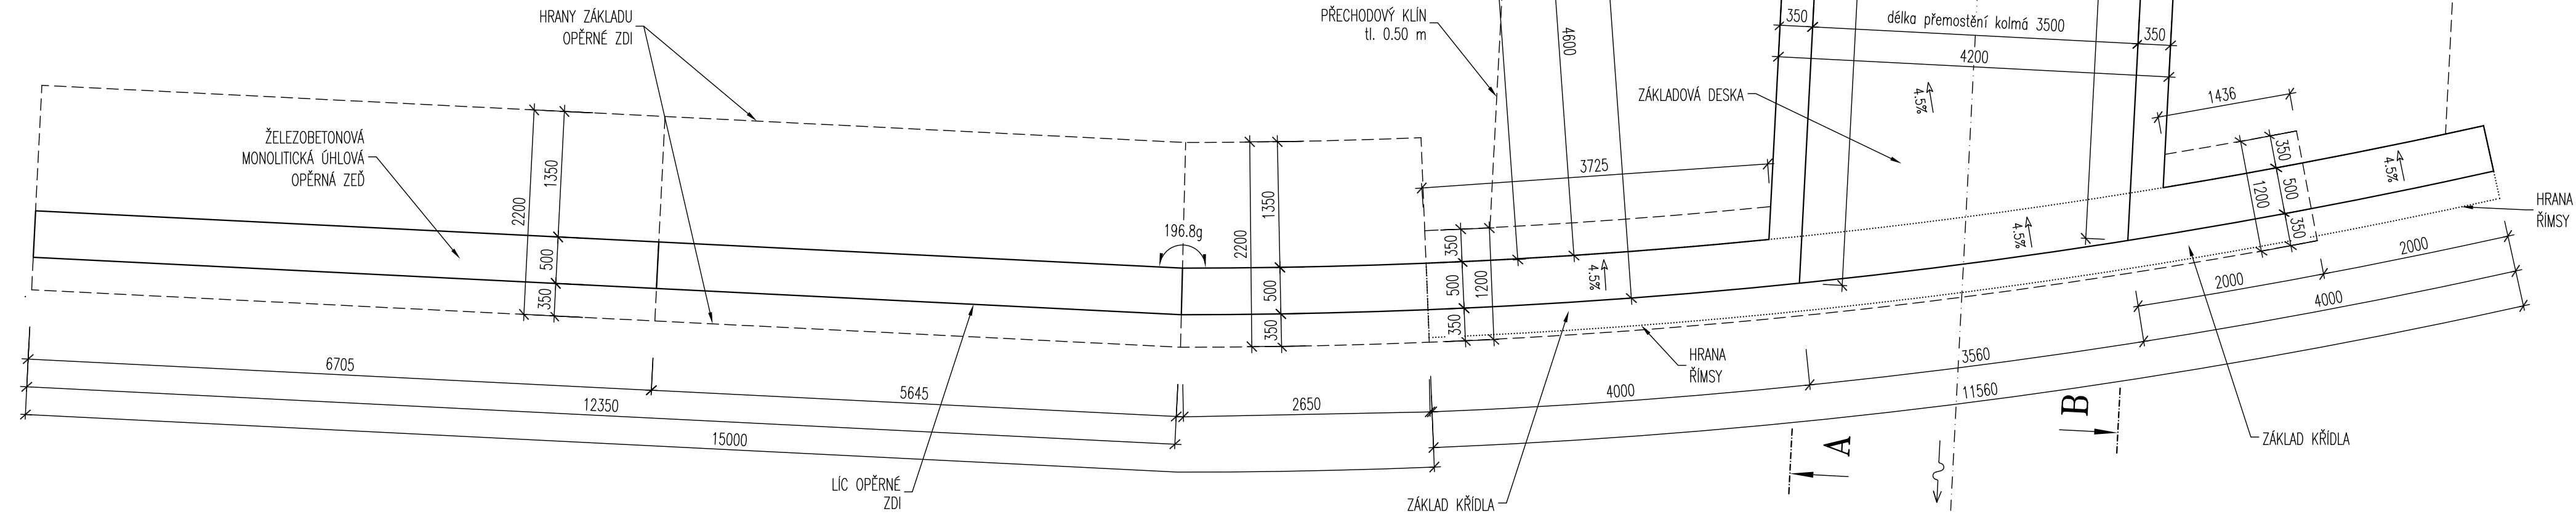 HRANY ZÁKLADU
OPĚRNÉ ZDI
PŘECHODOVÝ KLÍN
tl. 0.50 m
4600
350
délka přemostění kolmá 3500
350
4200
ZÁKLADOVÁ DESKA
4.5%
1436
ŽELEZOBETONOVÁ
MONOLITICKÁ ÚHLOVÁ
OPĚRNÁ ZEĎ
2200
1350
500
350
196.8g
2200
1350
500
350
3725
350
500
350
1200
4.5%
4.5%
350
500
350
1200
4.5%
HRANA
ŘÍMSY
2000
2000
4000
3560
11560
HRANA
ŘÍMSY
6705
5645
12350
15000
2650
4000
LÍC OPĚRNÉ
ZDI
ZÁKLAD KŘÍDLA
A
B
ZÁKLAD KŘÍDLA